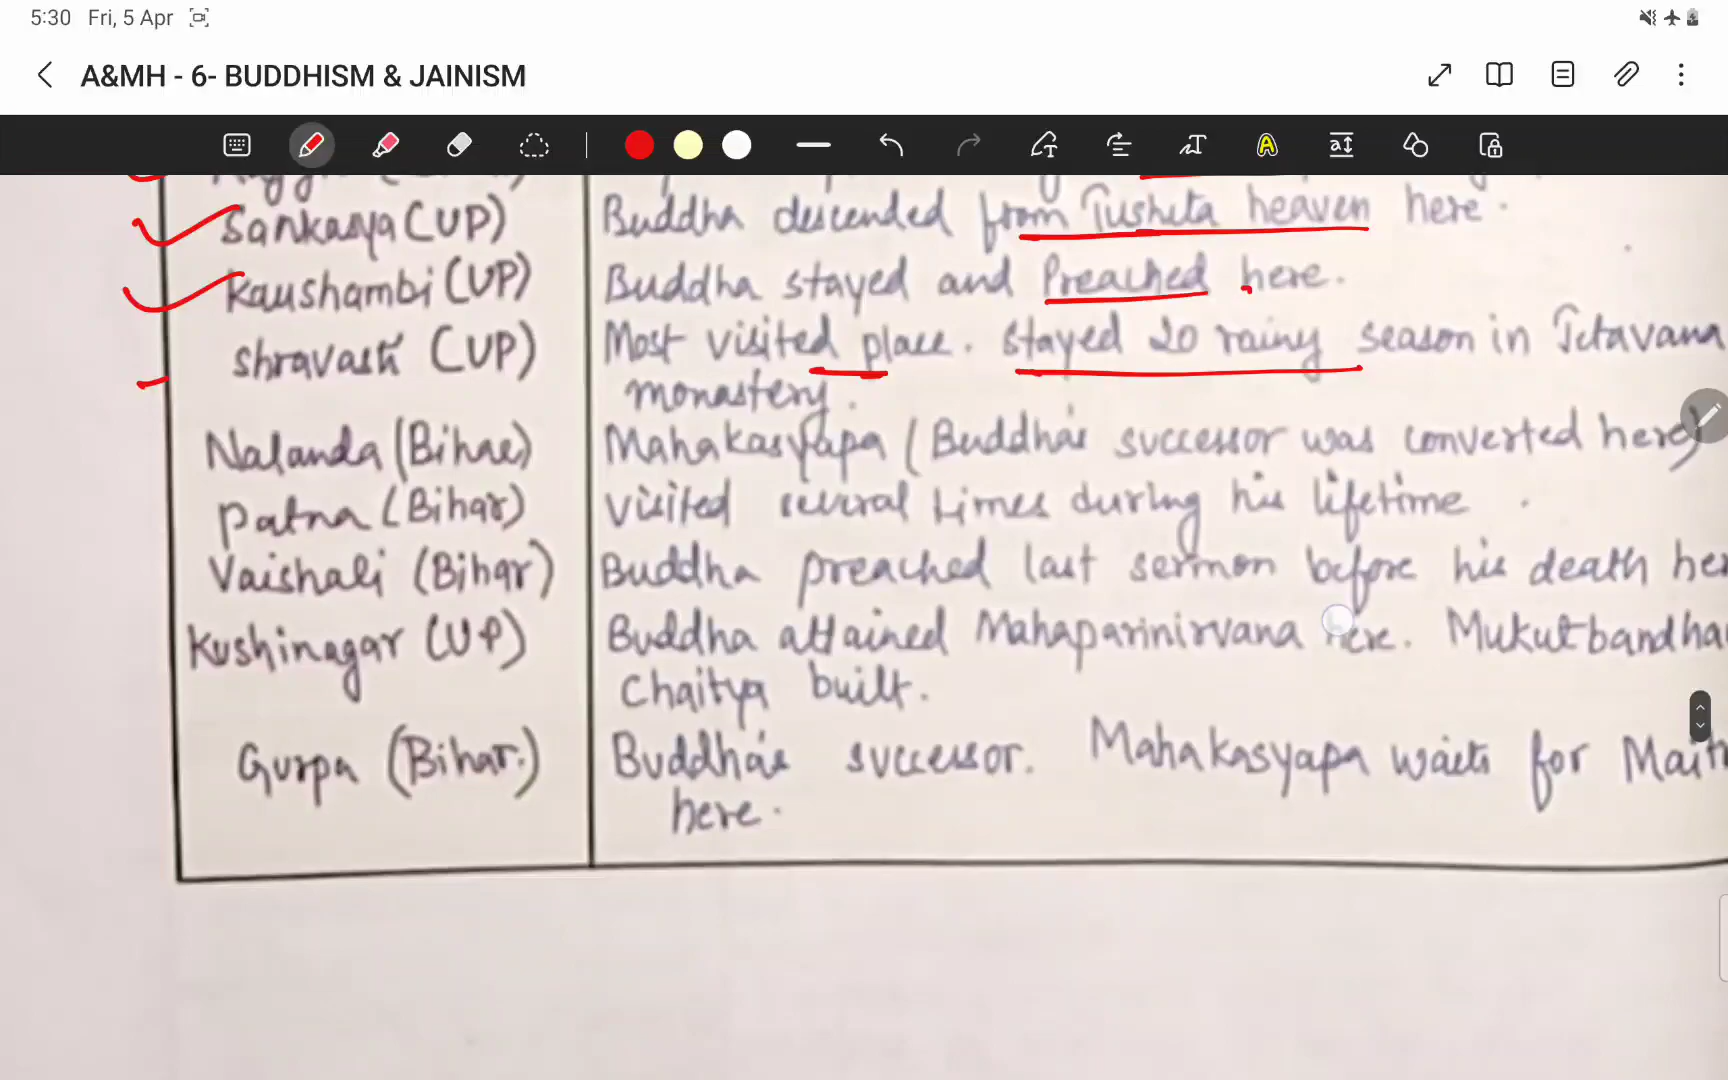 5:30 Fri, 5 Apr
A&MH - 6- BUDDHISM & JAINISM
Sankasya (UP) Buddha descended from Tushita heaven here.
Kaushambi (UP) Buddha stayed and Preached here.
Shravasti (UP) Most visited place. Stayed 20 rainy season in Jetavana
monastery.
Nalanda (Bihar) Mahakasyapa (Buddha's successor was converted here)
Patna (Bihar) Visited several times during his lifetime.
Vaishali (Bihar) Buddha preached last sermon before his death
Kushinagar (UP) Buddha attained Mahaparinirvana here. Mukutbandha
Chaitya built.
Gurpa (Bihar.) Buddha's successor. Mahakasyapa waits for
here.